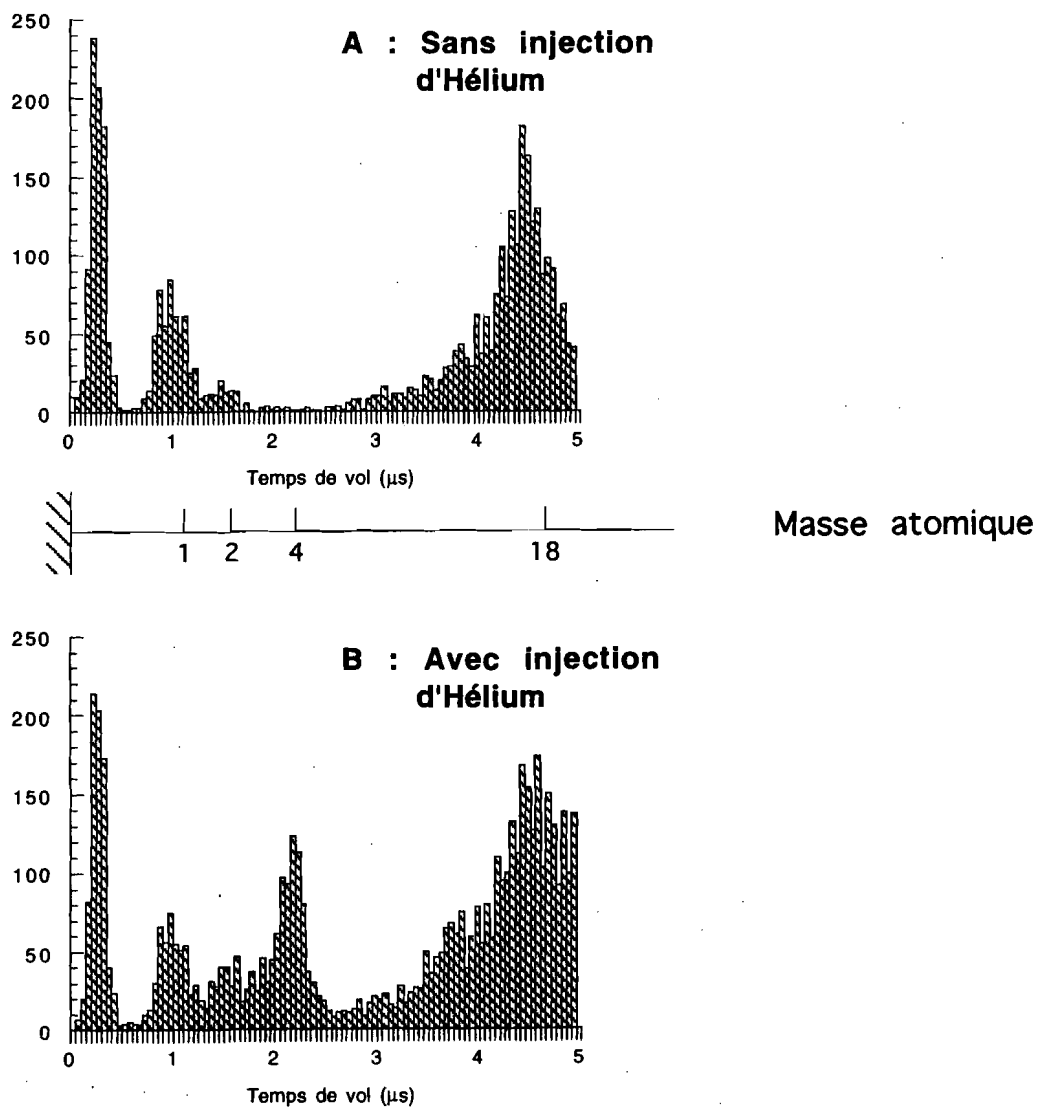 A : Sans injection
d'Hélium
250
200
150
100
50
0
0 1 2 3 4 5
Temps de vol (μs)
Masse atomique
1 2 4 18
B : Avec injection
d'Hélium
250
200
150
100
50
0
0 1 2 3 4 5
Temps de vol (μs)